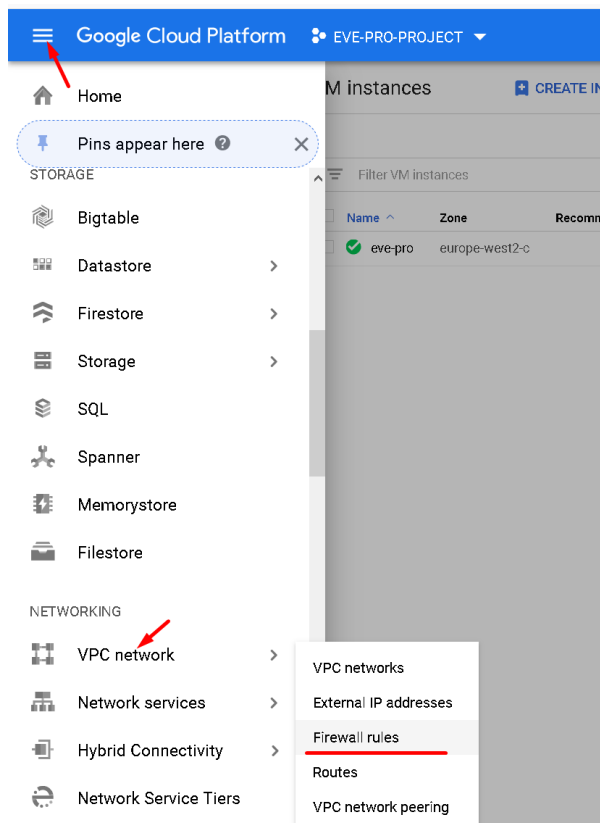 Google Cloud Platform EVE-PRO-PROJECT
Home
Pins appear here
STORAGE
Bigtable
Datastore
Firestore
Storage
SQL
Spanner
Memorystore
Filestore
NETWORKING
VPC network
Network services
Hybrid Connectivity
Network Service Tiers
VM instances CREATE IN
Filter VM instances
Name Zone Recomm
eve-pro europe-west2-c
VPC networks
External IP addresses
Firewall rules
Routes
VPC network peering